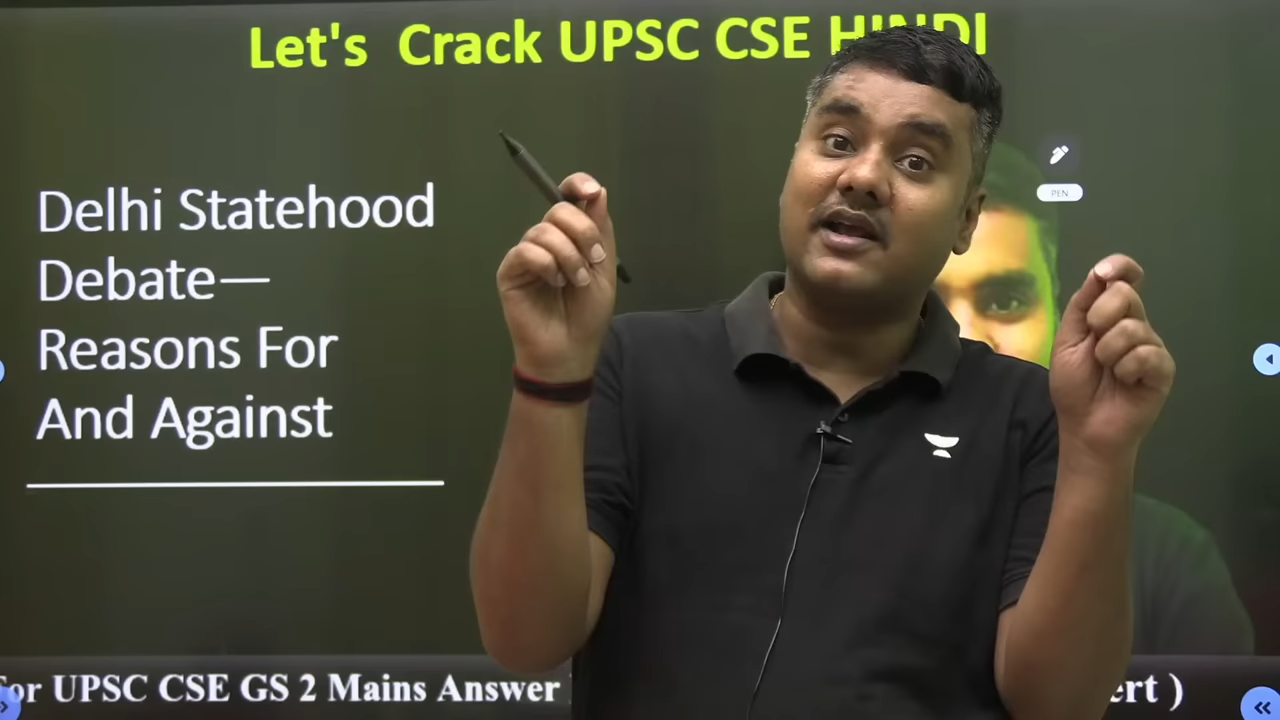 Let's Crack UPSC CSE HINDI
PEN
Delhi Statehood
Debate—
Reasons For
And Against
For UPSC CSE GS 2 Mains Answer
ert )